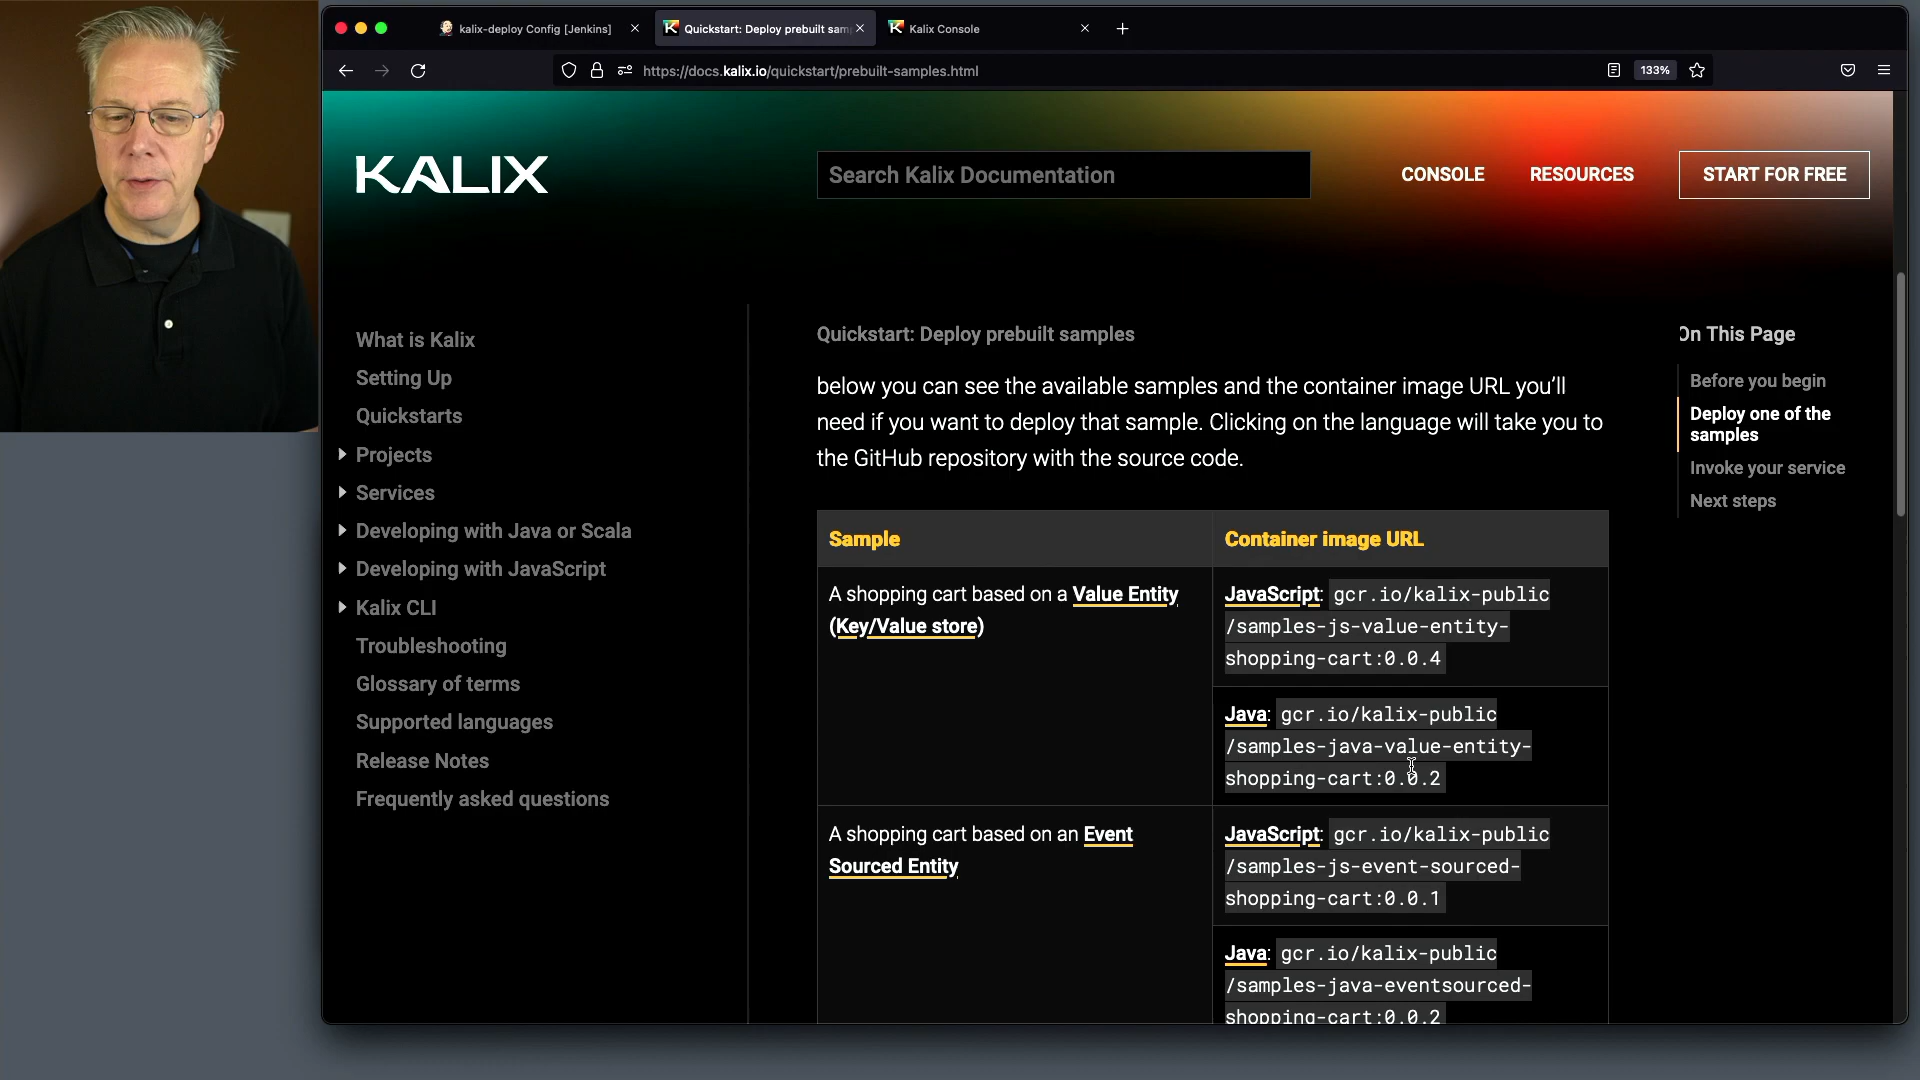 kalix-deploy Config [Jenkins]
Quickstart: Deploy prebuilt sam
Kalix Console
https://docs.kalix.io/quickstart/prebuilt-samples.html
133%
KALIX
Search Kalix Documentation
CONSOLE
RESOURCES
START FOR FREE
What is Kalix
Setting Up
Quickstarts
Projects
Services
Developing with Java or Scala
Developing with JavaScript
Kalix CLI
Troubleshooting
Glossary of terms
Supported languages
Release Notes
Frequently asked questions
Quickstart: Deploy prebuilt samples
below you can see the available samples and the container image URL you’ll
need if you want to deploy that sample. Clicking on the language will take you to
the GitHub repository with the source code.
Sample
Container image URL
A shopping cart based on a Value Entity
(Key/Value store)
JavaScript: gcr.io/kalix-public
/samples-js-value-entity-
shopping-cart:0.0.4
Java: gcr.io/kalix-public
/samples-java-value-entity-
shopping-cart:0.0.2
A shopping cart based on an Event
Sourced Entity
JavaScript: gcr.io/kalix-public
/samples-js-event-sourced-
shopping-cart:0.0.1
Java: gcr.io/kalix-public
/samples-java-eventsourced-
shopping-cart:0.0.2
On This Page
Before you begin
Deploy one of the
samples
Invoke your service
Next steps